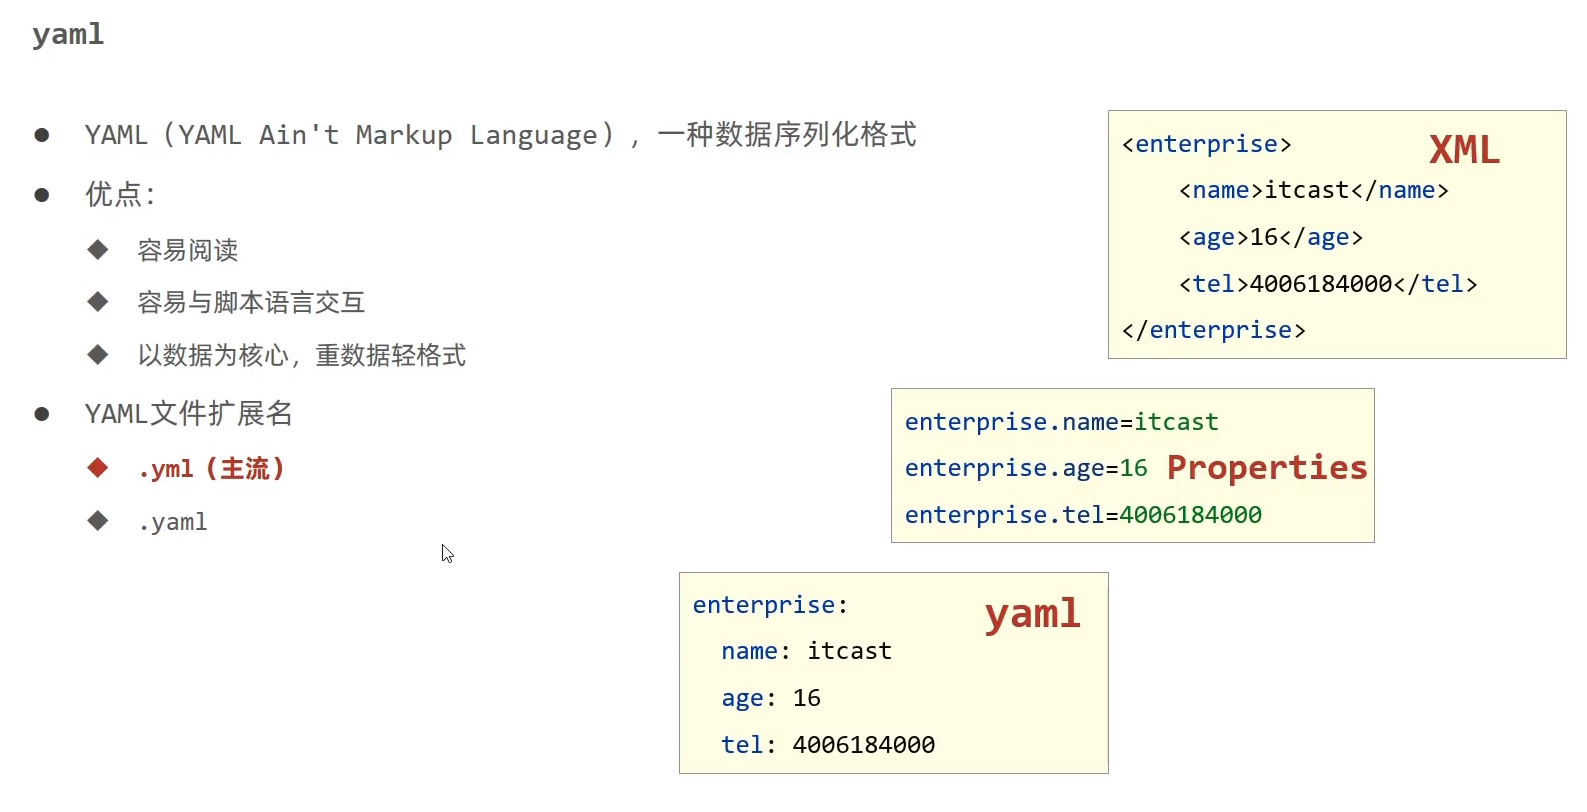 yaml
YAML（YAML Ain't Markup Language），一种数据序列化格式
优点：
容易阅读
容易与脚本语言交互
以数据为核心，重数据轻格式
YAML文件扩展名
.yml（主流）
.yaml
<enterprise>
XML
<name>itcast</name>
<age>16</age>
<tel>4006184000</tel>
</enterprise>
enterprise.name=itcast
enterprise.age=16
Properties
enterprise.tel=4006184000
enterprise:
yaml
name: itcast
age: 16
tel: 4006184000